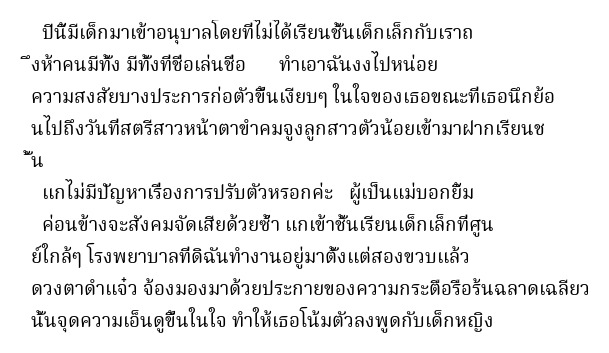 ปีนี้มีเด็กมาเข้าอนุบาลโดยที่ไม่ได้เรียนชั้นเด็กเล็กกับเราถ
ึงห้าคนมีทั้ง มีทั้งที่ชื่อเล่นชื่อ ทำเอาฉันงงไปหน่อย
ความสงสัยบางประการก่อตัวขึ้นเงียบๆ ในใจของเธอขณะที่เธอนึกย้อ
นไปถึงวันที่สตรีสาวหน้าตาขำคมจูงลูกสาวตัวน้อยเข้ามาฝากเรียนช
ั้น
แกไม่มีปัญหาเรื่องการปรับตัวหรอกค่ะ ผู้เป็นแม่บอกยิ้ม
ค่อนข้างจะสังคมจัดเสียด้วยซ้ำ แกเข้าชั้นเรียนเด็กเล็กที่ศูน
ย์ใกล้ๆ โรงพยาบาลที่ดิฉันทำงานอยู่มาตั้งแต่สองขวบแล้ว
ดวงตาดำแจ๋ว จ้องมองมาด้วยประกายของความกระตือรือร้นฉลาดเฉลียว
นั้นจุดความเอ็นดูขึ้นในใจ ทำให้เธอโน้มตัวลงพูดกับเด็กหญิง